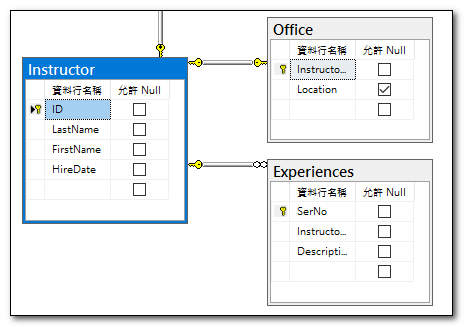 Office
資料行名稱 允許 Null
Instructo...
Location
Instructor
資料行名稱 允許 Null
ID
LastName
FirstName
HireDate
Experiences
資料行名稱 允許 Null
SerNo
Instructo...
Descripti...